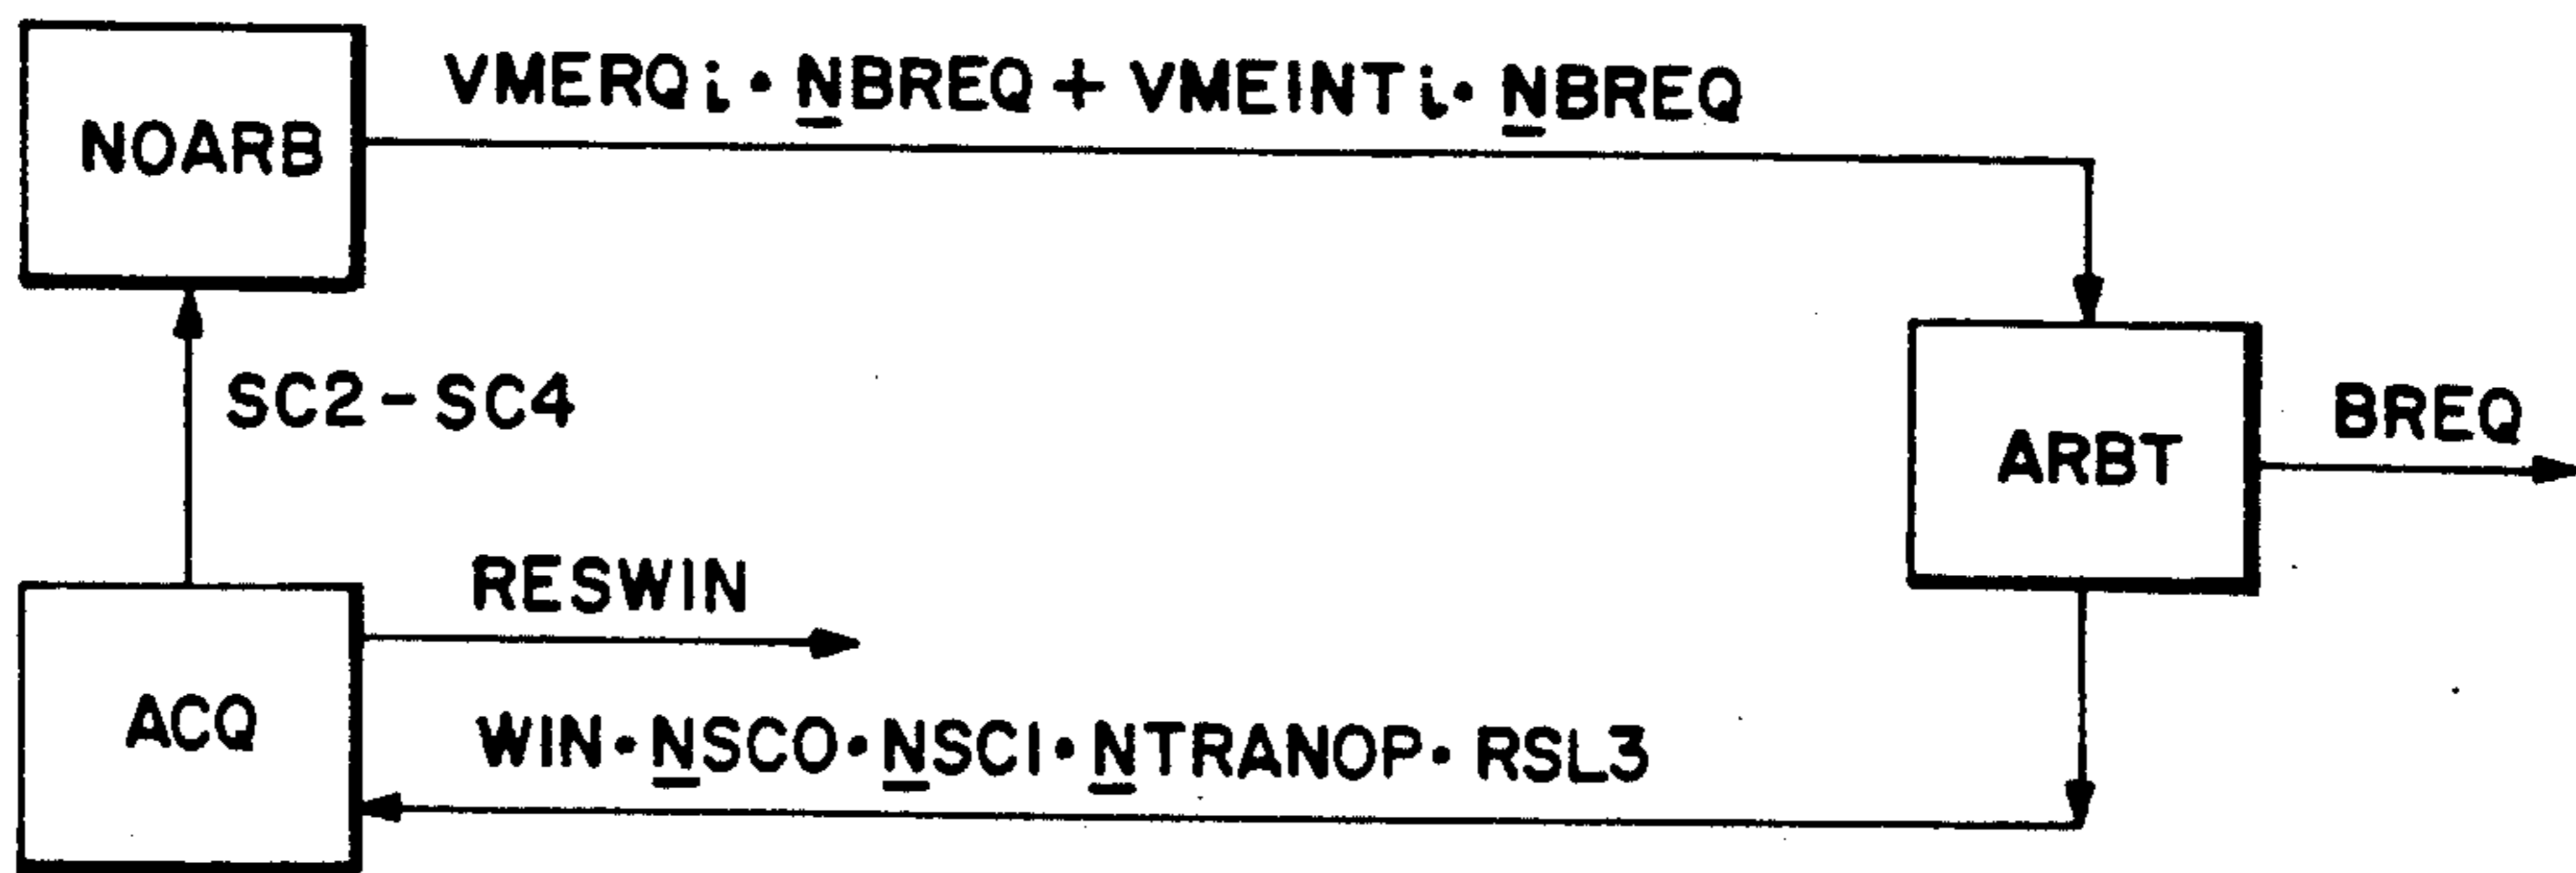 VMERQi · NBREQ + VMEINTi · NBREQ
NOARB
SC2 - SC4
BREQ
ARBT
RESWIN
ACQ
WIN · NSCO · NSCI · NTRANOP · RSL3